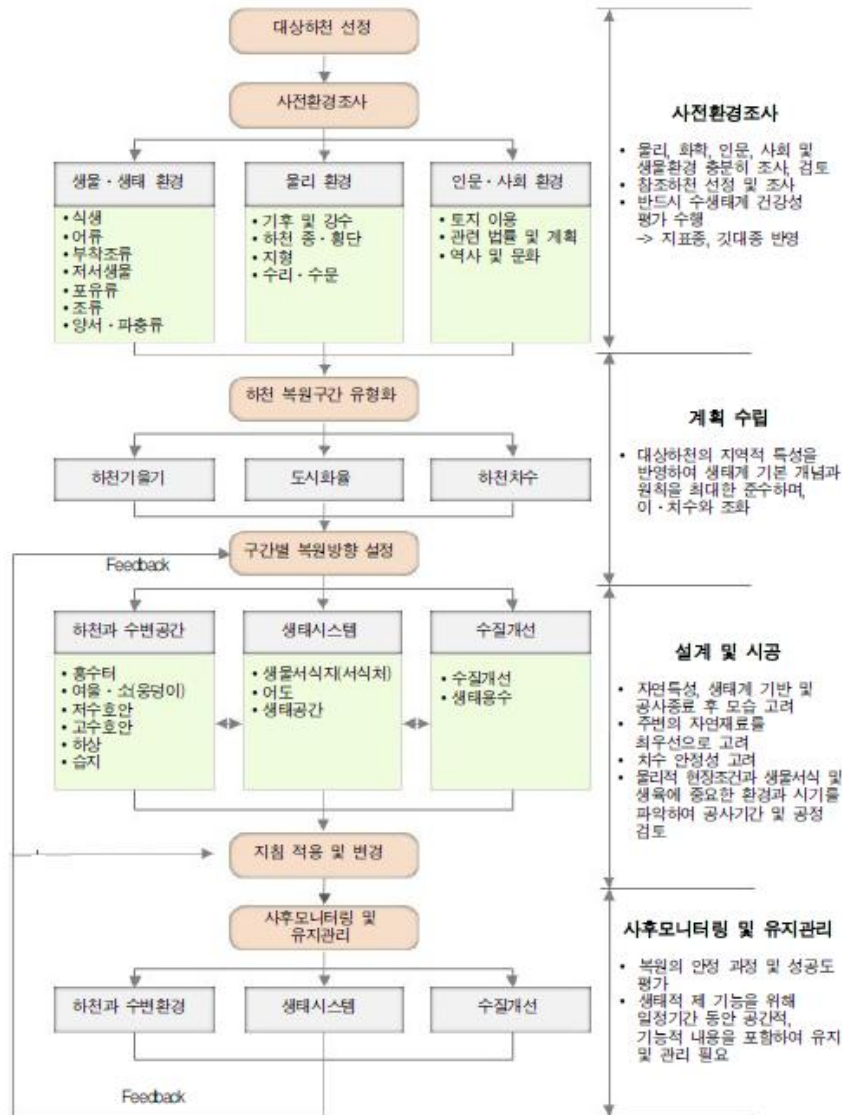 대상하천 선정
사전환경조사
생물·생태 환경
• 식생
• 어류
• 부착조류
• 저서생물
• 포유류
• 조류
• 양서·파충류
물리 환경
• 기후 및 강수
• 하천 종·횡단
• 지형
• 수리·수문
인문·사회 환경
• 토지 이용
• 관련 법률 및 계획
• 역사 및 문화
사전환경조사
• 물리, 화학, 인문, 사회 및
생물환경 충분히 조사, 검토
• 참조하천 선정 및 조사
• 반드시 수생태계 건강성
평가 수행
-> 지표종, 깃대종 반영
하천 복원구간 유형화
하천기울기
도시화율
하천차수
계획 수립
• 대상하천의 지역적 특성을
반영하여 생태계 기본 개념과
원칙을 최대한 준수하며,
이·치수와 조화
구간별 복원방향 설정
Feedback
하천과 수변공간
• 홍수터
• 여울·소(웅덩이)
• 저수호안
• 고수호안
• 하상
• 습지
생태시스템
• 생물서식지(서식처)
• 어도
• 생태공간
수질개선
• 수질개선
• 생태용수
설계 및 시공
• 자연특성, 생태계 기반 및
공사종료 후 모습 고려
• 주변의 자연재료를
최우선으로 고려
• 치수 안정성 고려
• 물리적 현장조건과 생물서식 및
생육에 중요한 환경과 시기를
파악하여 공사기간 및 공정
검토
지침 적용 및 변경
사후모니터링 및
유지관리
하천과 수변환경
생태시스템
수질개선
Feedback
사후모니터링 및 유지관리
• 복원의 안정 과정 및 성공도
평가
• 생태적 제 기능을 위해
일정기간 동안 공간적,
기능적 내용을 포함하여 유지
및 관리 필요